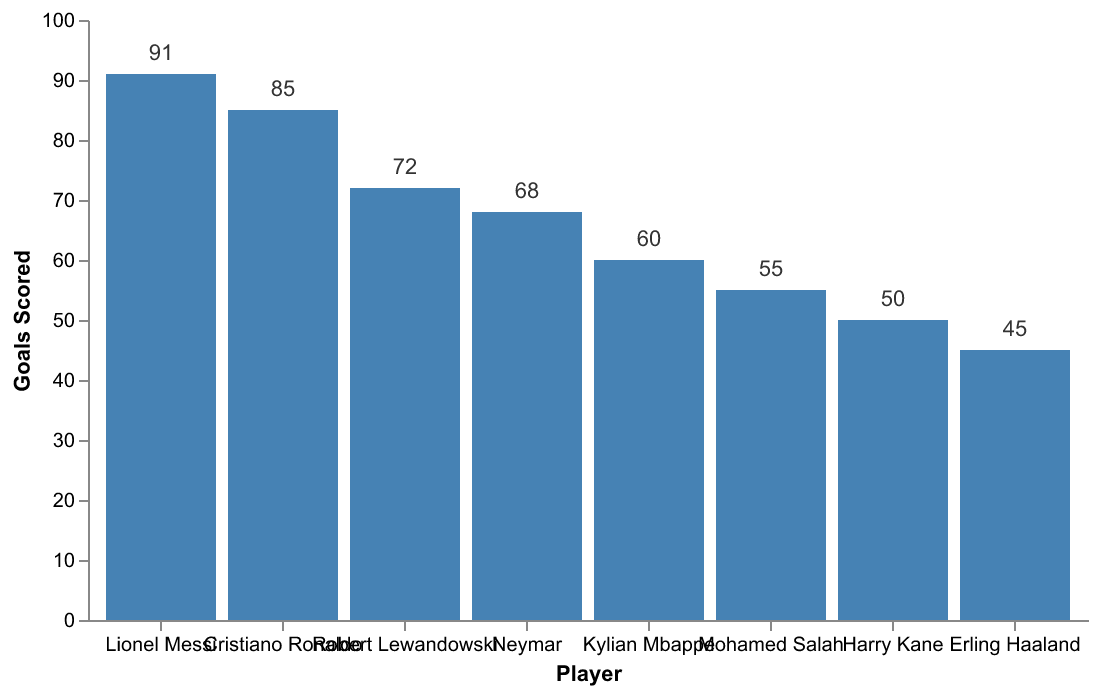 100
90
80
70
60
50
40
30
20
10
0
Goals Scored
91
85
72
68
60
55
50
45
Lionel Messi
Cristiano Ronaldo
Robert Lewandowski
Neymar
Kylian Mbappé
Mohamed Salah
Harry Kane
Erling Haaland
Player